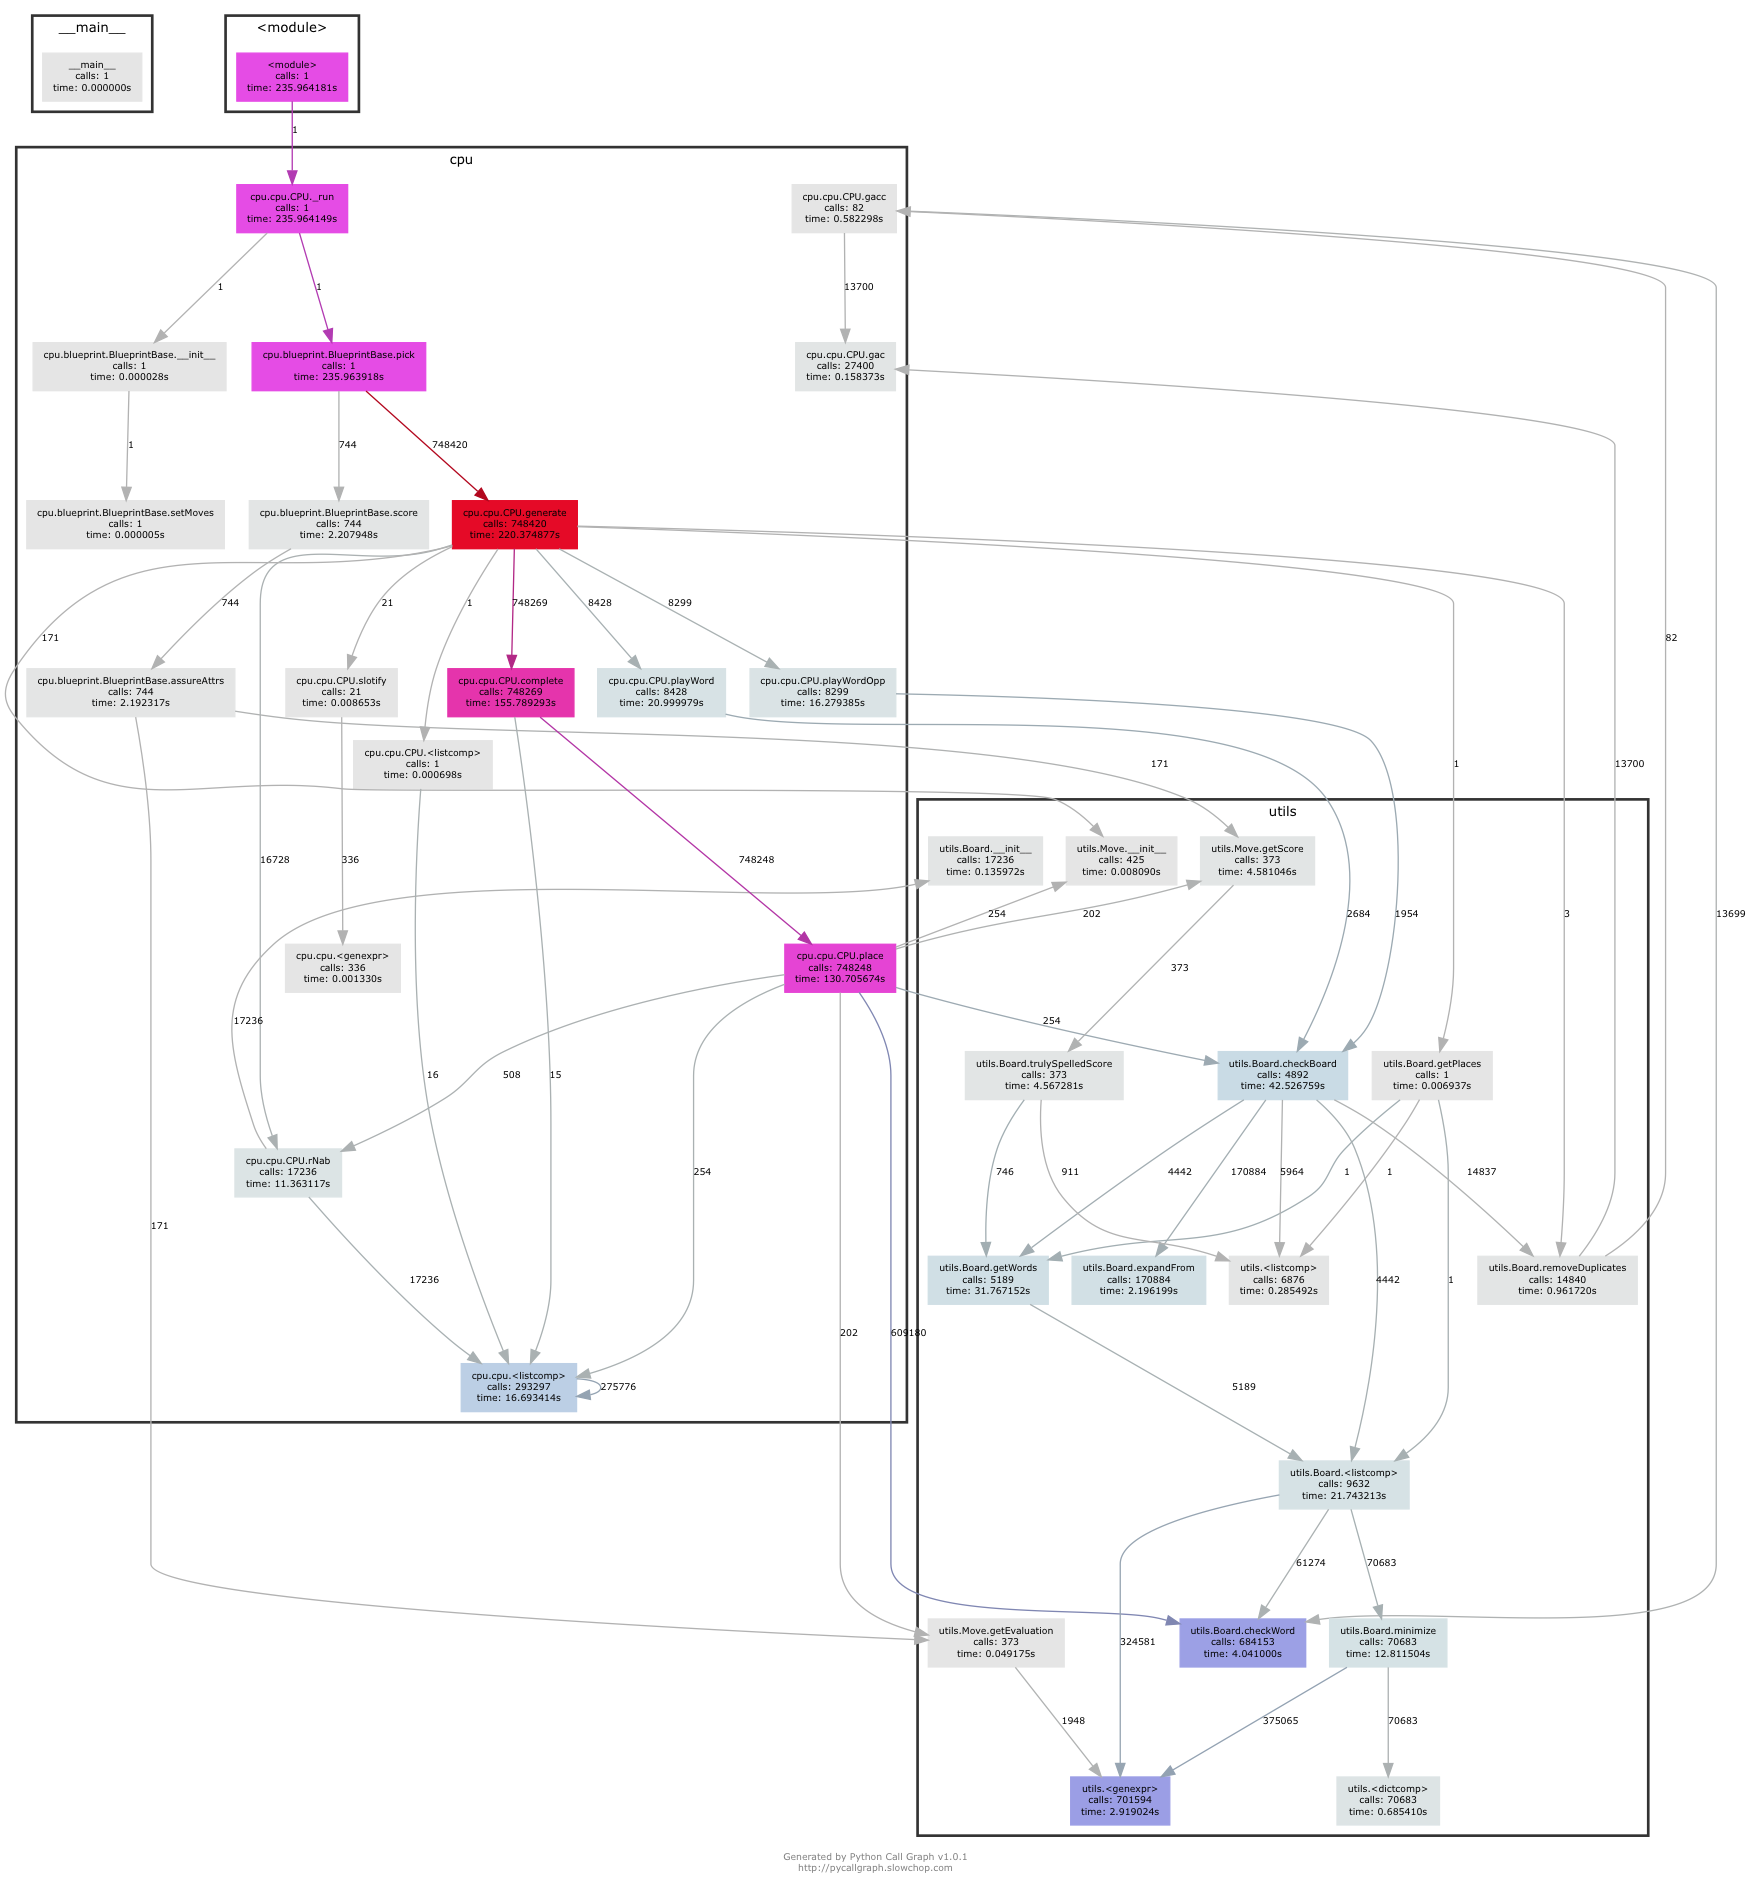 __main__
__main__
calls: 1
time: 0.000000s
<module>
<module>
calls: 1
time: 235.964181s
1
cpu
cpu.cpu.CPU._run
calls: 1
time: 235.964149s
cpu.cpu.CPU.gacc
calls: 82
time: 0.582298s
1
1
13700
cpu.blueprint.BlueprintBase.__init__
calls: 1
time: 0.000028s
cpu.blueprint.BlueprintBase.pick
calls: 1
time: 235.963918s
cpu.cpu.CPU.gac
calls: 27400
time: 0.158373s
1
744
748420
cpu.blueprint.BlueprintBase.setMoves
calls: 1
time: 0.000005s
cpu.blueprint.BlueprintBase.score
calls: 744
time: 2.207948s
cpu.cpu.CPU.generate
calls: 748420
time: 220.374877s
171
744
16728
21
1
748269
8428
8299
82
cpu.blueprint.BlueprintBase.assureAttrs
calls: 744
time: 2.192317s
cpu.cpu.CPU.slotify
calls: 21
time: 0.008653s
cpu.cpu.CPU.complete
calls: 748269
time: 155.789293s
cpu.cpu.CPU.playWord
calls: 8428
time: 20.999979s
cpu.cpu.CPU.playWordOpp
calls: 8299
time: 16.279385s
cpu.cpu.CPU.<listcomp>
calls: 1
time: 0.000698s
171
1
13700
utils
336
748248
utils.Board.__init__
calls: 17236
time: 0.135972s
utils.Move.__init__
calls: 425
time: 0.008090s
utils.Move.getScore
calls: 373
time: 4.581046s
254
202
2684
1954
3
13699
cpu.cpu.<genexpr>
calls: 336
time: 0.001330s
cpu.cpu.CPU.place
calls: 748248
time: 130.705674s
373
17236
254
16
15
508
utils.Board.trulySpelledScore
calls: 373
time: 4.567281s
utils.Board.checkBoard
calls: 4892
time: 42.526759s
utils.Board.getPlaces
calls: 1
time: 0.006937s
cpu.cpu.CPU.rNab
calls: 17236
time: 11.363117s
254
746
911
4442
170884
5964
1
1
14837
171
17236
utils.Board.getWords
calls: 5189
time: 31.767152s
utils.Board.expandFrom
calls: 170884
time: 2.196199s
utils.<listcomp>
calls: 6876
time: 0.285492s
utils.Board.removeDuplicates
calls: 14840
time: 0.961720s
4442
1
202
609180
cpu.cpu.<listcomp>
calls: 293297
time: 16.693414s
275776
5189
utils.Board.<listcomp>
calls: 9632
time: 21.743213s
61274
70683
utils.Move.getEvaluation
calls: 373
time: 0.049175s
324581
utils.Board.checkWord
calls: 684153
time: 4.041000s
utils.Board.minimize
calls: 70683
time: 12.811504s
1948
375065
70683
utils.<genexpr>
calls: 701594
time: 2.919024s
utils.<dictcomp>
calls: 70683
time: 0.685410s
Generated by Python Call Graph v1.0.1
http://pycallgraph.slowchop.com